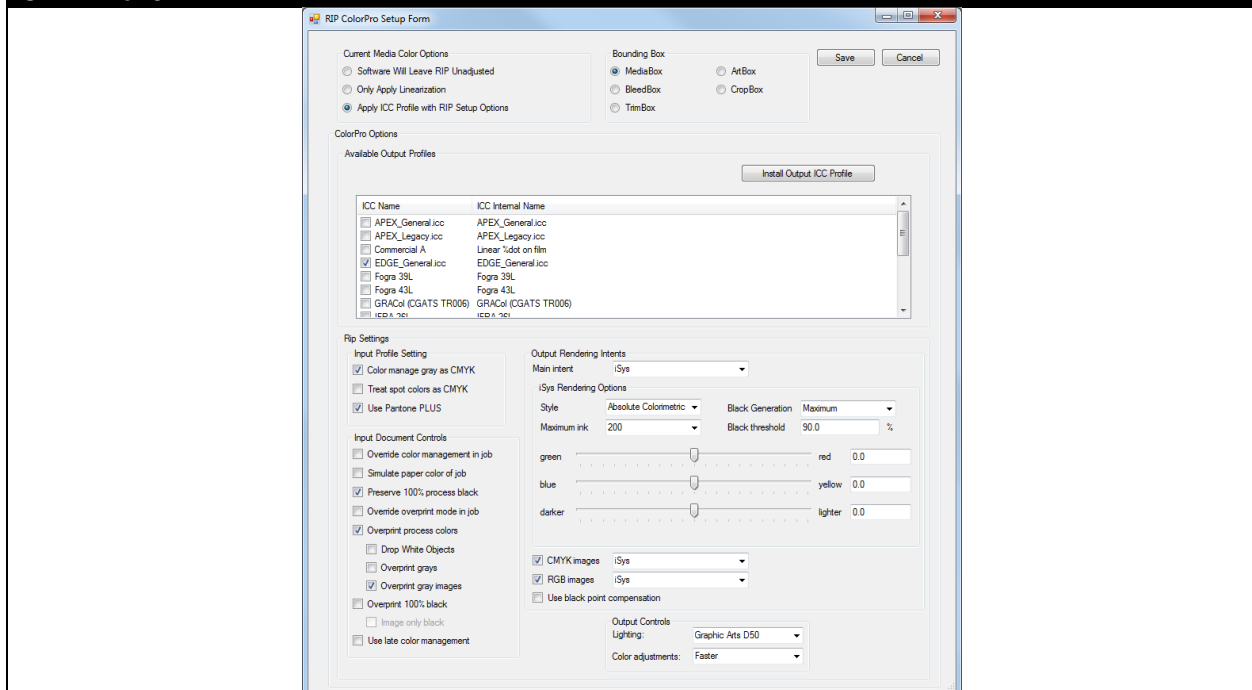 RIP ColorPro Setup Form
Current Media Color Options
Software Will Leave RIP Unadjusted
Only Apply Linearization
Apply ICC Profile with RIP Setup Options
Bounding Box
MediaBox
ArtBox
BleedBox
CropBox
TrimBox
Save
Cancel
ColorPro Options
Available Output Profiles
Install Output ICC Profile
ICC Name ICC Internal Name
APEX_General.icc APEX_General.icc
APEX_Legacy.icc APEX_Legacy.icc
Commercial A Linear %dot on film
EDGE_General.icc EDGE_General.icc
Fogra 39L Fogra 39L
Fogra 43L Fogra 43L
GRACol (CGATS TR006) GRACol (CGATS TR006)
Rip Settings
Input Profile Setting
Color manage gray as CMYK
Treat spot colors as CMYK
Use Pantone PLUS
Input Document Controls
Override color management in job
Simulate paper color of job
Preserve 100% process black
Override overprint mode in job
Overprint process colors
Drop White Objects
Overprint grays
Overprint gray images
Overprint 100% black
Image only black
Use late color management
Output Rendering Intents
Main intent iSys
iSys Rendering Options
Style Absolute Colorimetric Black Generation Maximum
Maximum ink 200 Black threshold 90.0 %
green red 0.0
blue yellow 0.0
darker lighter 0.0
CMYK images iSys
RGB images iSys
Use black point compensation
Output Controls
Lighting: Graphic Arts D50
Color adjustments: Faster